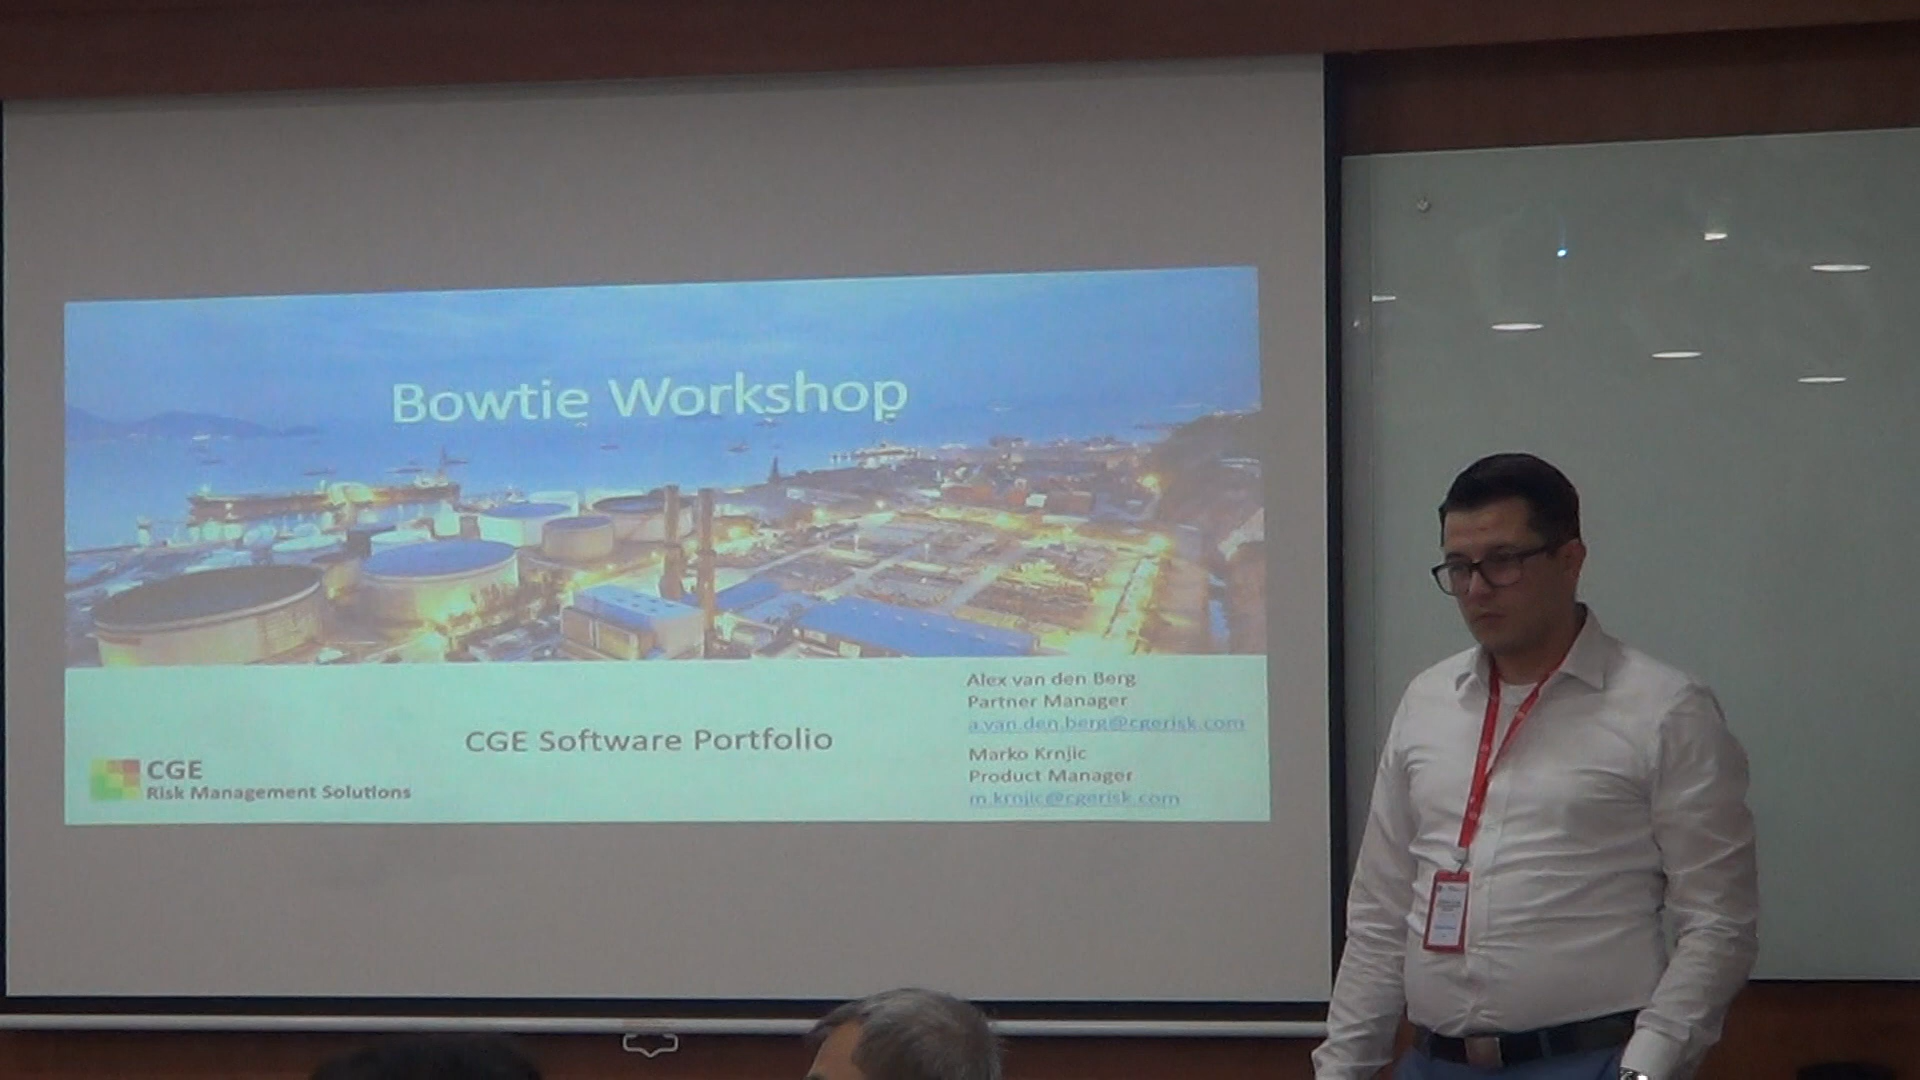 Bowtie Workshop
CGE Software Portfolio
CGE
Risk Management Solutions
Alex van den Berg
Partner Manager
a.van.den.berg@cgerisk.com
Marko Krnjic
Product Manager
m.krnjic@cgerisk.com